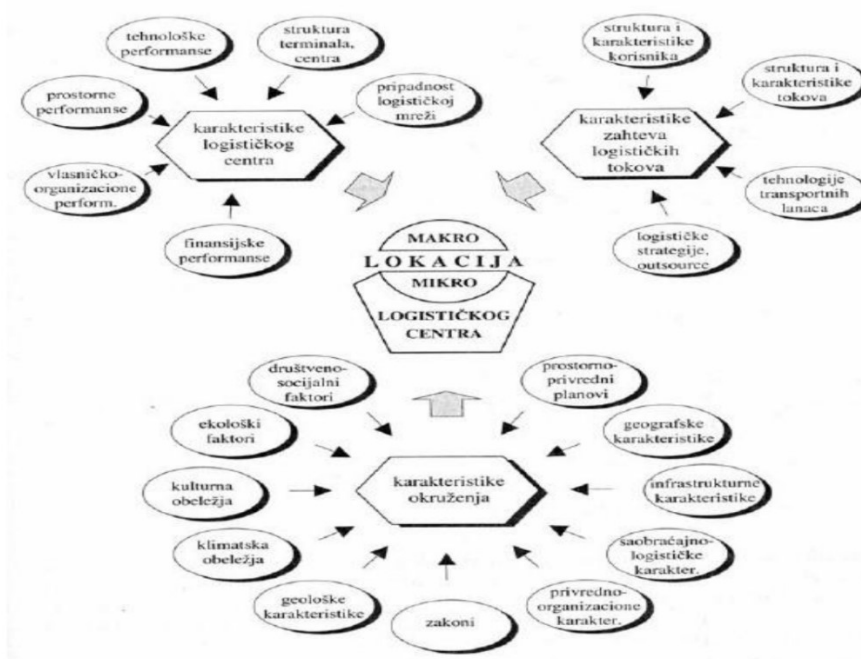 tehnološke
performanse
struktura
terminala,
centra
prostorne
performanse
pripadnost
logističkoj
mreži
karakteristike
logističkog
centra
vlasničko-
organizacione
perform.
finansijske
performanse
struktura i
karakteristike
korisnika
struktura i
karakteristike
tokova
karakteristike
zahteva
logističkih
tokova
tehnologije
transportnih
lanaca
logističke
strategije,
outsource
MAKRO
LOKACIJA
MIKRO
LOGISTIČKOG
CENTRA
društveno-
socijalni
faktori
prostorno-
privredni
planovi
ekološki
faktori
geografske
karakteristike
kulturna
obeležja
karakteristike
okruženja
infrastrukturne
karakteristike
klimatska
obeležja
saobraćajno-
logističke
karakter.
geološke
karakteristike
zakoni
privredno-
organizacione
karakter.